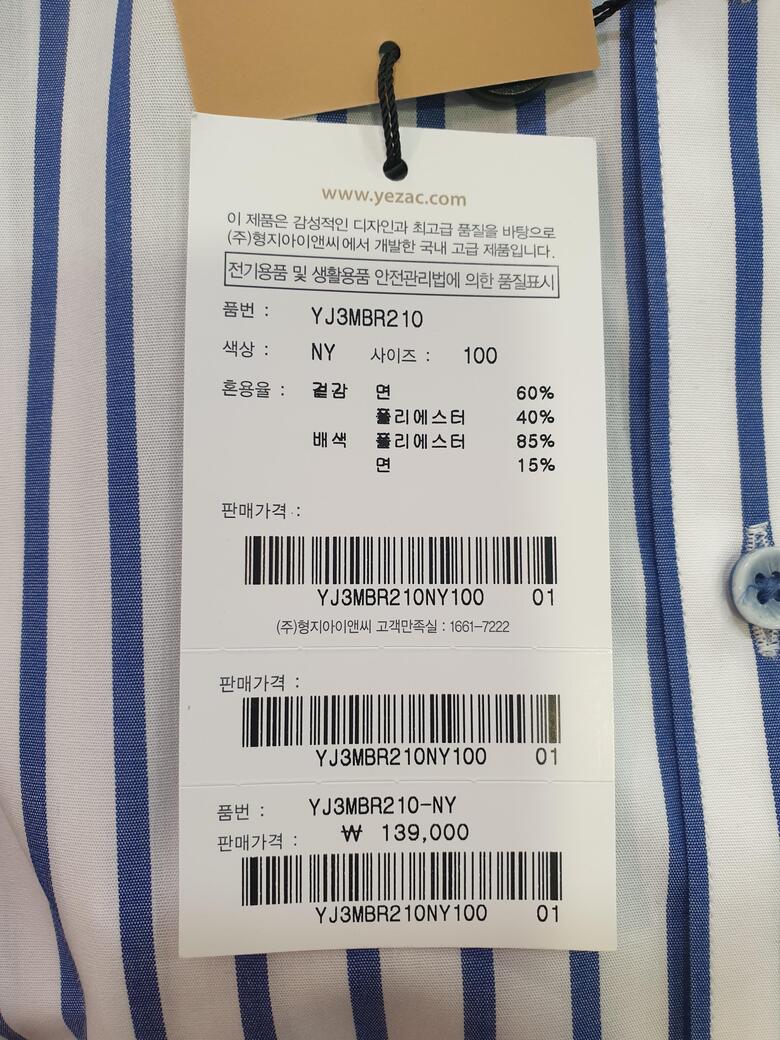 www.yezac.com
이 제품은 감성적인 디자인과 최고급 품질을 바탕으로
(주)형지아이앤씨에서 개발한 국내 고급 제품입니다.
전기용품 및 생활용품 안전관리법에 의한 품질표시
품번 : YJ3MBR210
색상 : NY 사이즈 : 100
혼용율 : 겉감 면 60%
폴리에스터 40%
배색 폴리에스터 85%
면 15%
판매가격 :
YJ3MBR210NY100 01
(주)형지아이앤씨 고객만족실 : 1661-7222
판매가격 :
YJ3MBR210NY100 01
품번 : YJ3MBR210-NY
판매가격 : ₩ 139,000
YJ3MBR210NY100 01